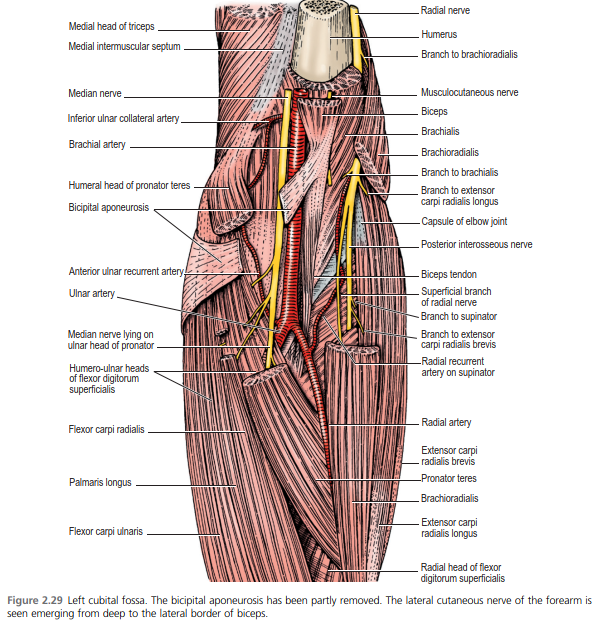 Medial head of triceps
Medial intermuscular septum
Median nerve
Inferior ulnar collateral artery
Brachial artery
Humeral head of pronator teres
Bicipital aponeurosis
Anterior ulnar recurrent artery
Ulnar artery
Median nerve lying on
ulnar head of pronator
Humero-ulnar heads
of flexor digitorum
superficialis
Flexor carpi radialis
Palmaris longus
Flexor carpi ulnaris
Radial nerve
Humerus
Branch to brachioradialis
Musculocutaneous nerve
Biceps
Brachialis
Brachioradialis
Branch to brachialis
Branch to extensor
carpi radialis longus
Capsule of elbow joint
Posterior interosseous nerve
Biceps tendon
Superficial branch
of radial nerve
Branch to supinator
Branch to extensor
carpi radialis brevis
Radial recurrent
artery on supinator
Radial artery
Extensor carpi
radialis brevis
Pronator teres
Brachioradialis
Extensor carpi
radialis longus
Radial head of flexor
digitorum superficialis
Figure 2.29 Left cubital fossa. The bicipital aponeurosis has been partly removed. The lateral cutaneous nerve of the forearm is
seen emerging from deep to the lateral border of biceps.